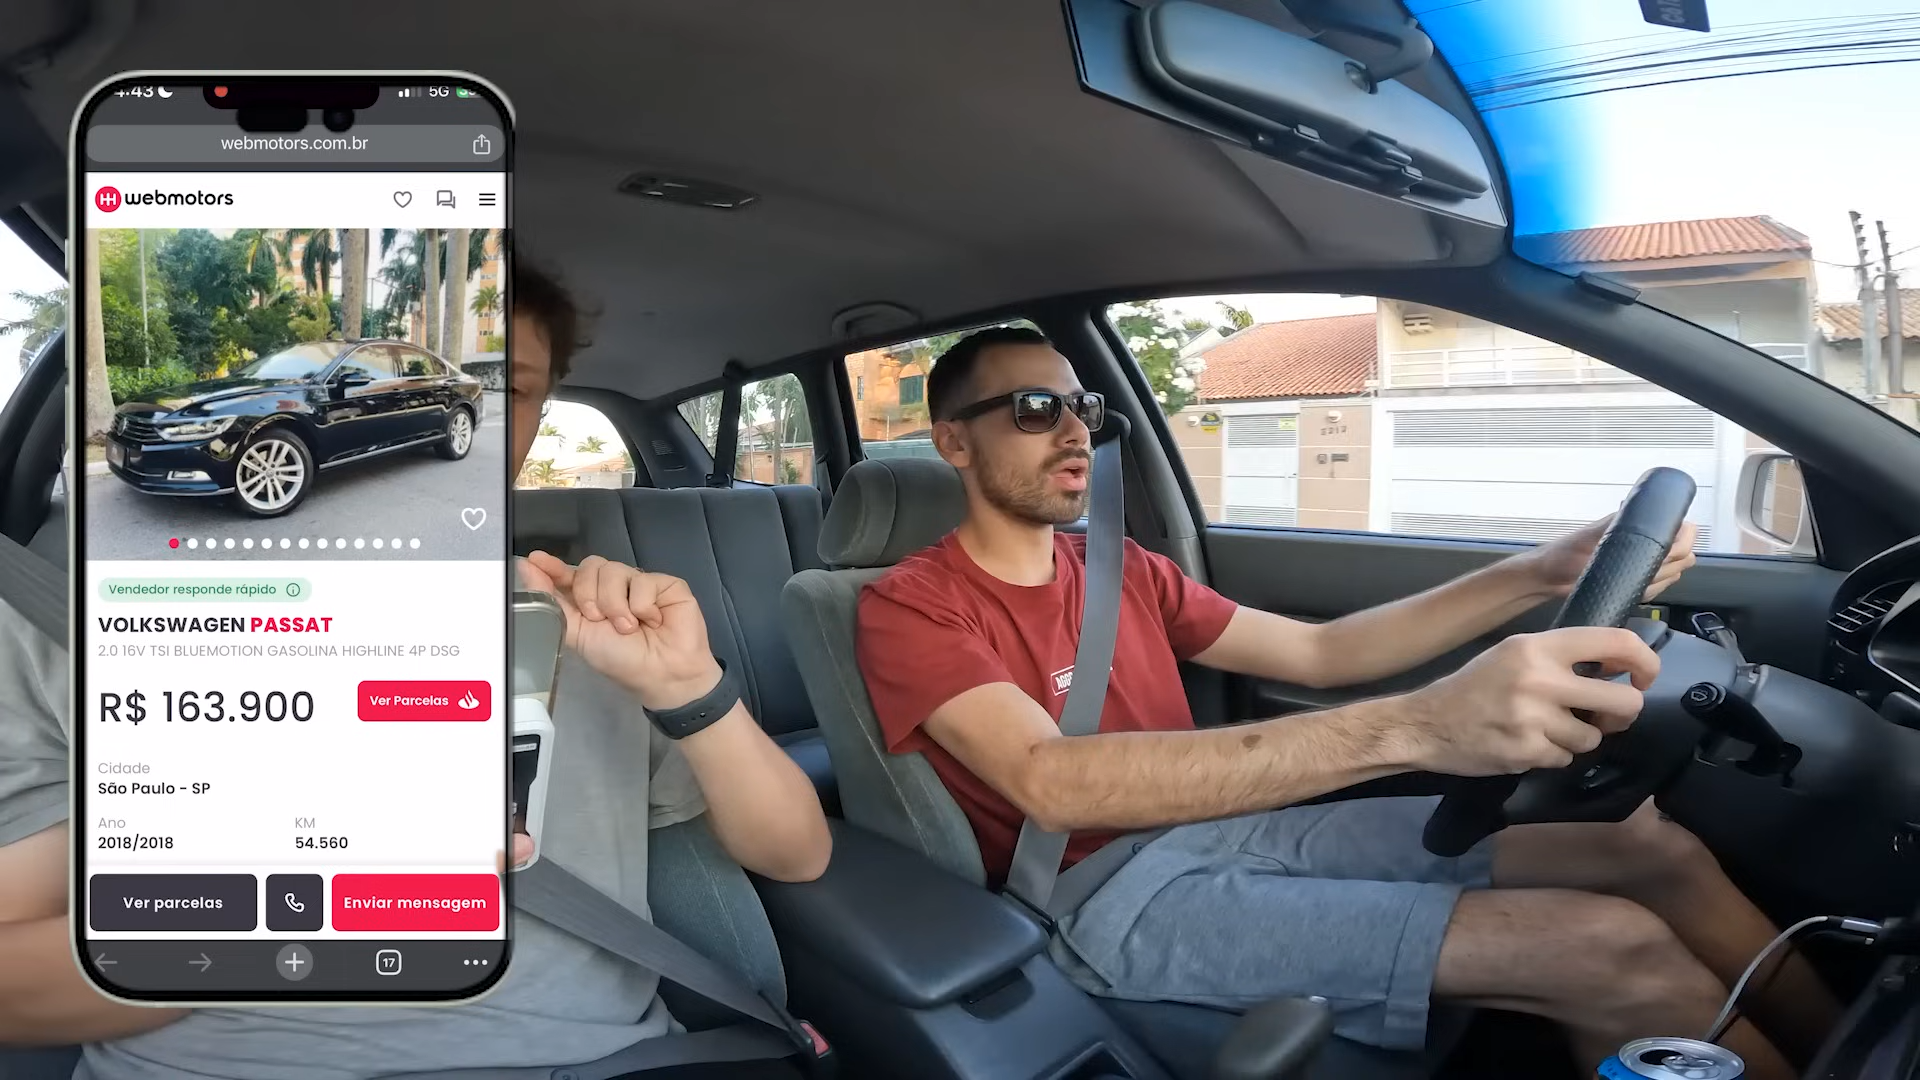 4:43
5G
webmotors.com.br
webmotors
Vendedor responde rápido
VOLKSWAGEN PASSAT
2.0 16V TSI BLUEMOTION GASOLINA HIGHLINE 4P DSG
R$ 163.900
Ver Parcelas
Cidade
São Paulo - SP
Ano
KM
2018/2018
54.560
Ver parcelas
Enviar mensagem
17